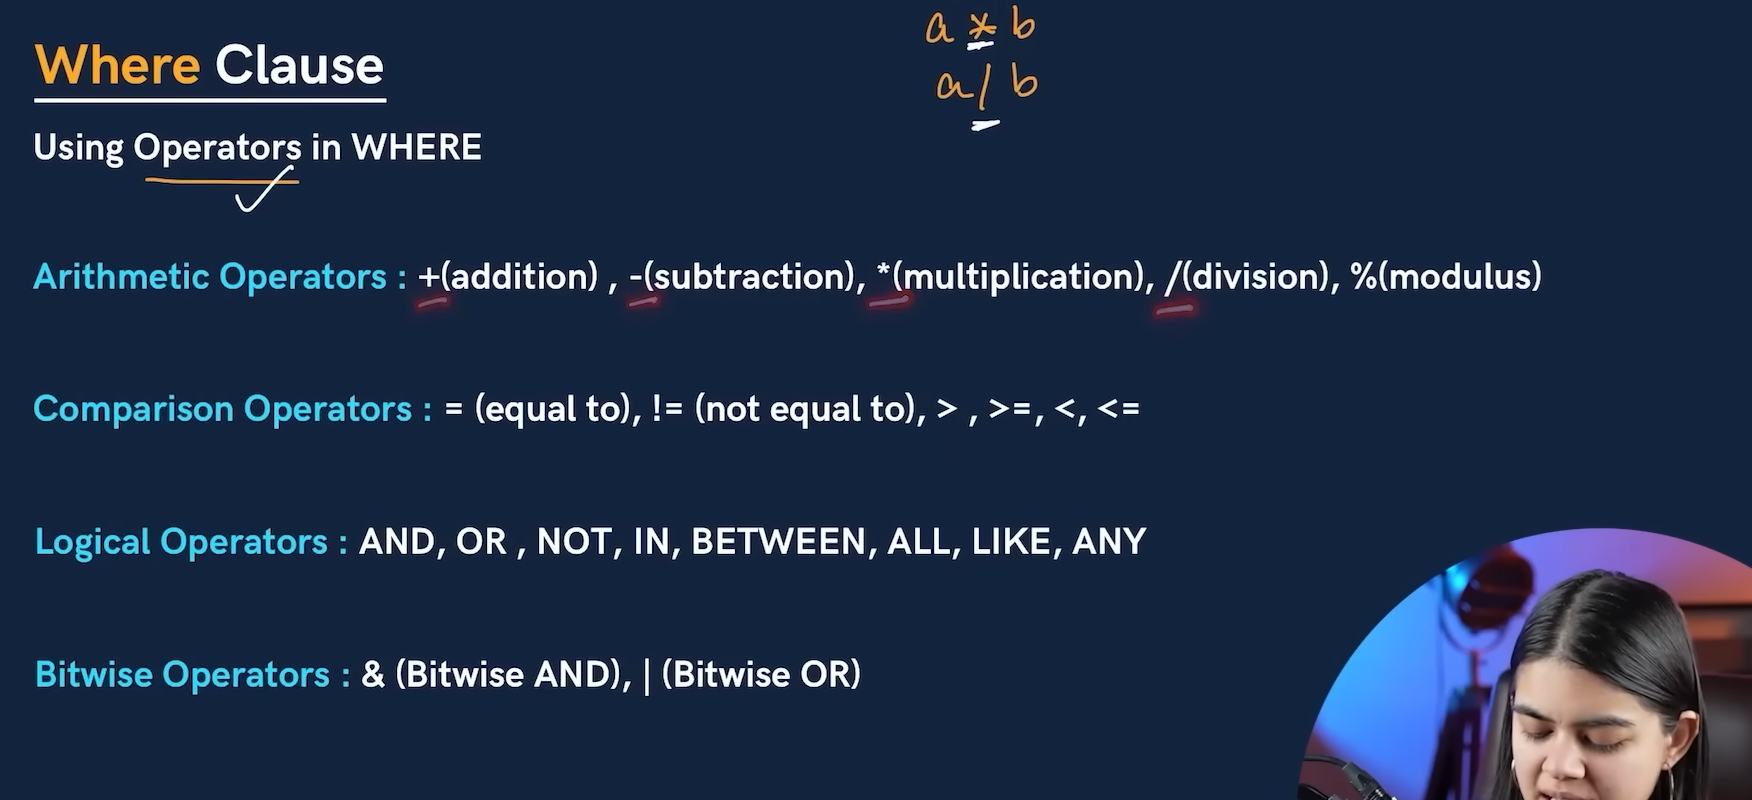 Where Clause
a * b
a / b
Using Operators in WHERE
Arithmetic Operators : +(addition) , -(subtraction), *(multiplication), /(division), %(modulus)
Comparison Operators : = (equal to), != (not equal to), > , >=, <, <=
Logical Operators : AND, OR , NOT, IN, BETWEEN, ALL, LIKE, ANY
Bitwise Operators : & (Bitwise AND), | (Bitwise OR)